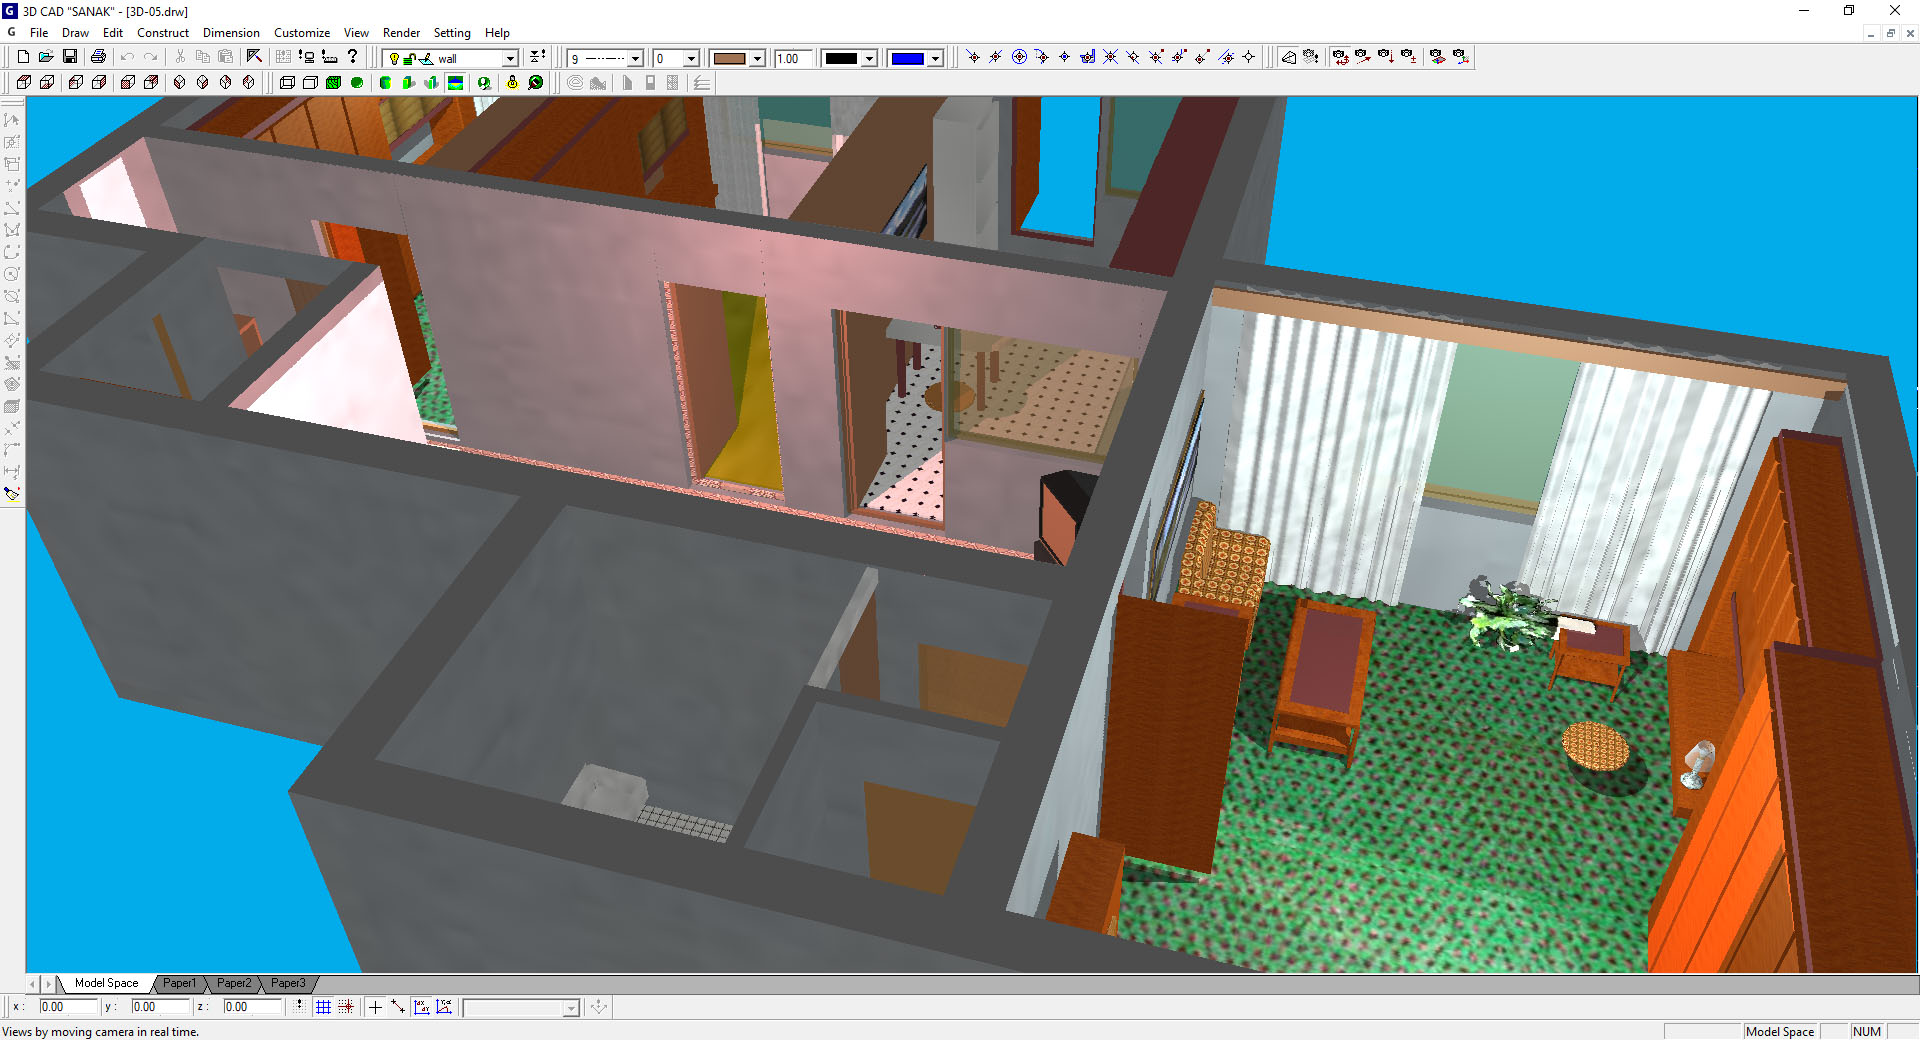 3D CAD "SANAK" - [3D-05.drw]
File Draw Edit Construct Dimension Customize View Render Setting Help
wall 9 0 1.00
Model Space Paper1 Paper2 Paper3
x : 0.00 y : 0.00 z : 0.00
Views by moving camera in real time. Model Space NUM